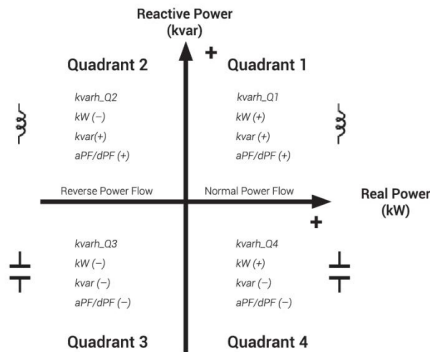 Reactive Power
(kvar)
+
Quadrant 2
Quadrant 1
kvarh_Q2
kW (−)
kvar(+)
aPF/dPF (+)
kvarh_Q1
kW (+)
kvar (+)
aPF/dPF (+)
Reverse Power Flow
Normal Power Flow
Real Power
(kW)
+
kvarh_Q3
kW (−)
kvar (−)
aPF/dPF (−)
kvarh_Q4
kW (+)
kvar (−)
aPF/dPF (−)
Quadrant 3
Quadrant 4